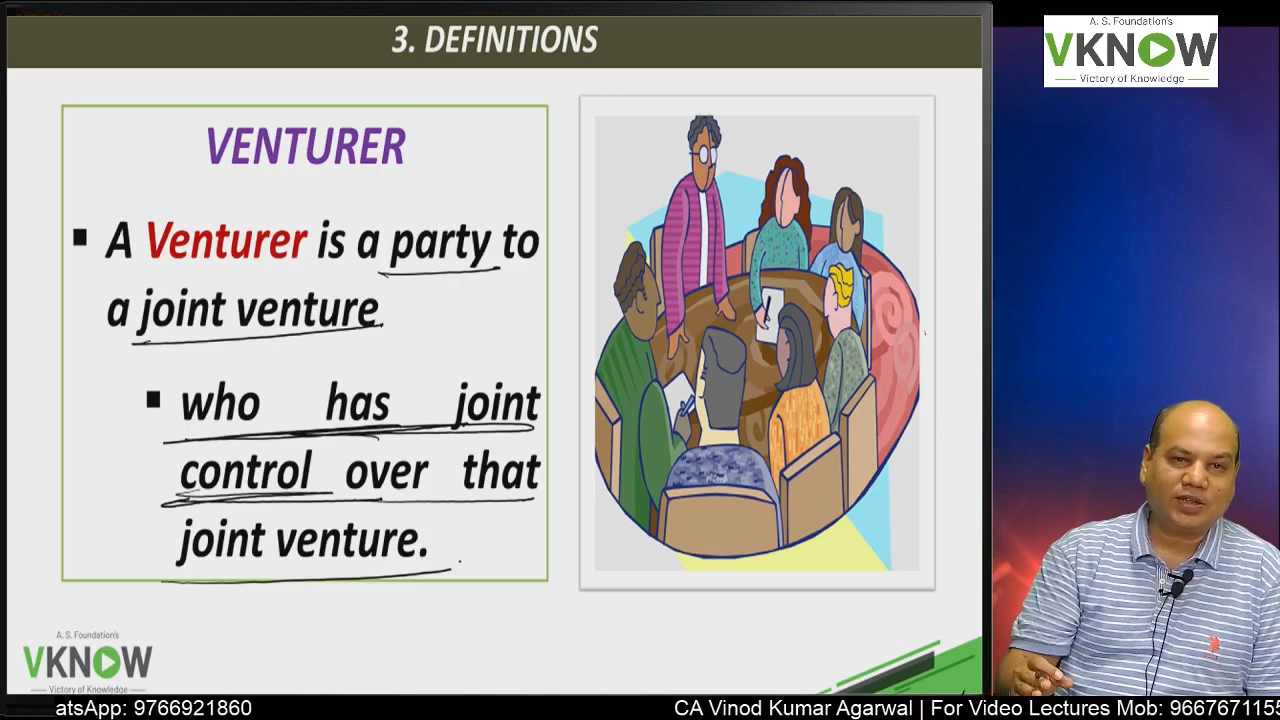 3. DEFINITIONS
VENTURER
▪ A Venturer is a party to
a joint venture
▪ who has joint
control over that
joint venture.
A. S. Foundation's
VKNOW
Victory of Knowledge
A. S. Foundation's
VKNOW
Victory of Knowledge
atsApp: 9766921860
CA Vinod Kumar Agarwal | For Video Lectures Mob: 9667671155